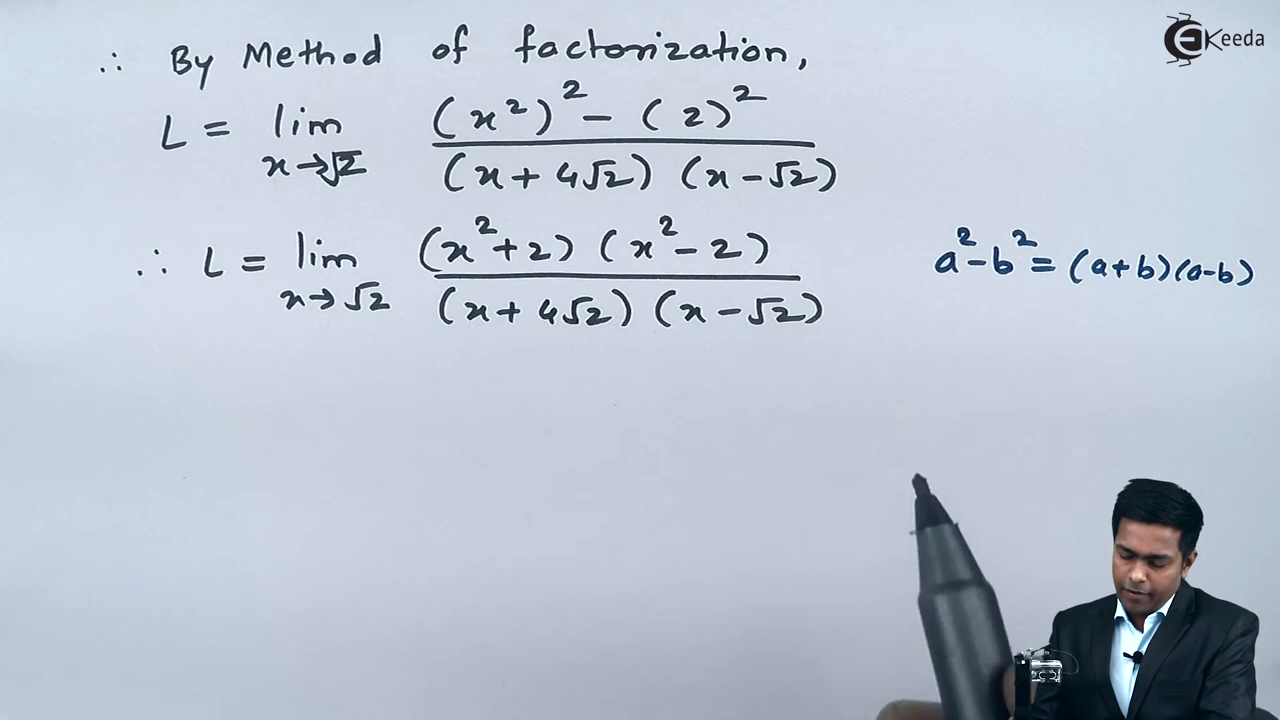 ∴ By Method of factorization,
L = lim x→√2 (x²)² - (2)² / (x + 4√2) (x - √2)
∴ L = lim x→√2 (x² + 2) (x² - 2) / (x + 4√2) (x - √2)
a² - b² = (a+b)(a-b)
EKeeda